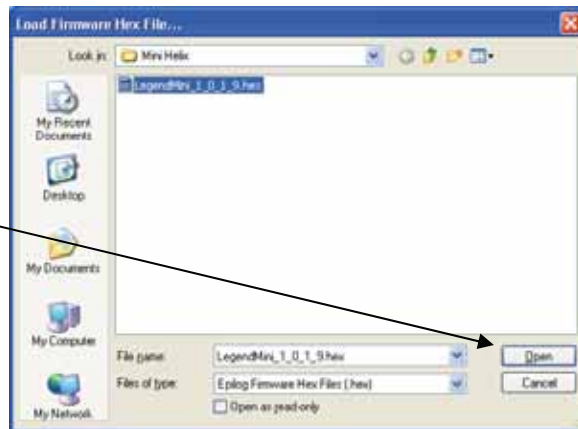 Load Firmware Hex File...
Look in: Mini Helix
LegendMini_1_0_1_9.hex
My Recent
Documents
Desktop
My Documents
My Computer
My Network
File name: LegendMini_1_0_1_9.hex Open
Files of type: Epilog Firmware Hex Files (.hex) Cancel
Open as read-only